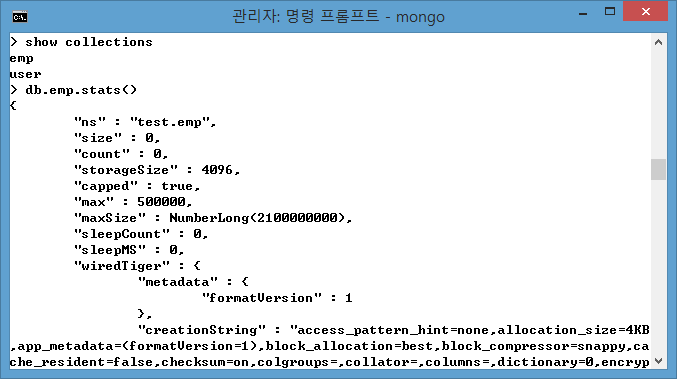 관리자: 명령 프롬프트 - mongo
> show collections
emp
user
> db.emp.stats()
{
"ns" : "test.emp",
"size" : 0,
"count" : 0,
"storageSize" : 4096,
"capped" : true,
"max" : 500000,
"maxSize" : NumberLong(2100000000),
"sleepCount" : 0,
"sleepMS" : 0,
"wiredTiger" : {
"metadata" : {
"formatVersion" : 1
},
"creationString" : "access_pattern_hint=none,allocation_size=4KB
,app_metadata=(formatVersion=1),block_allocation=best,block_compressor=snappy,ca
che_resident=false,checksum=on,colgroups=,collator=,columns=,dictionary=0,encryp